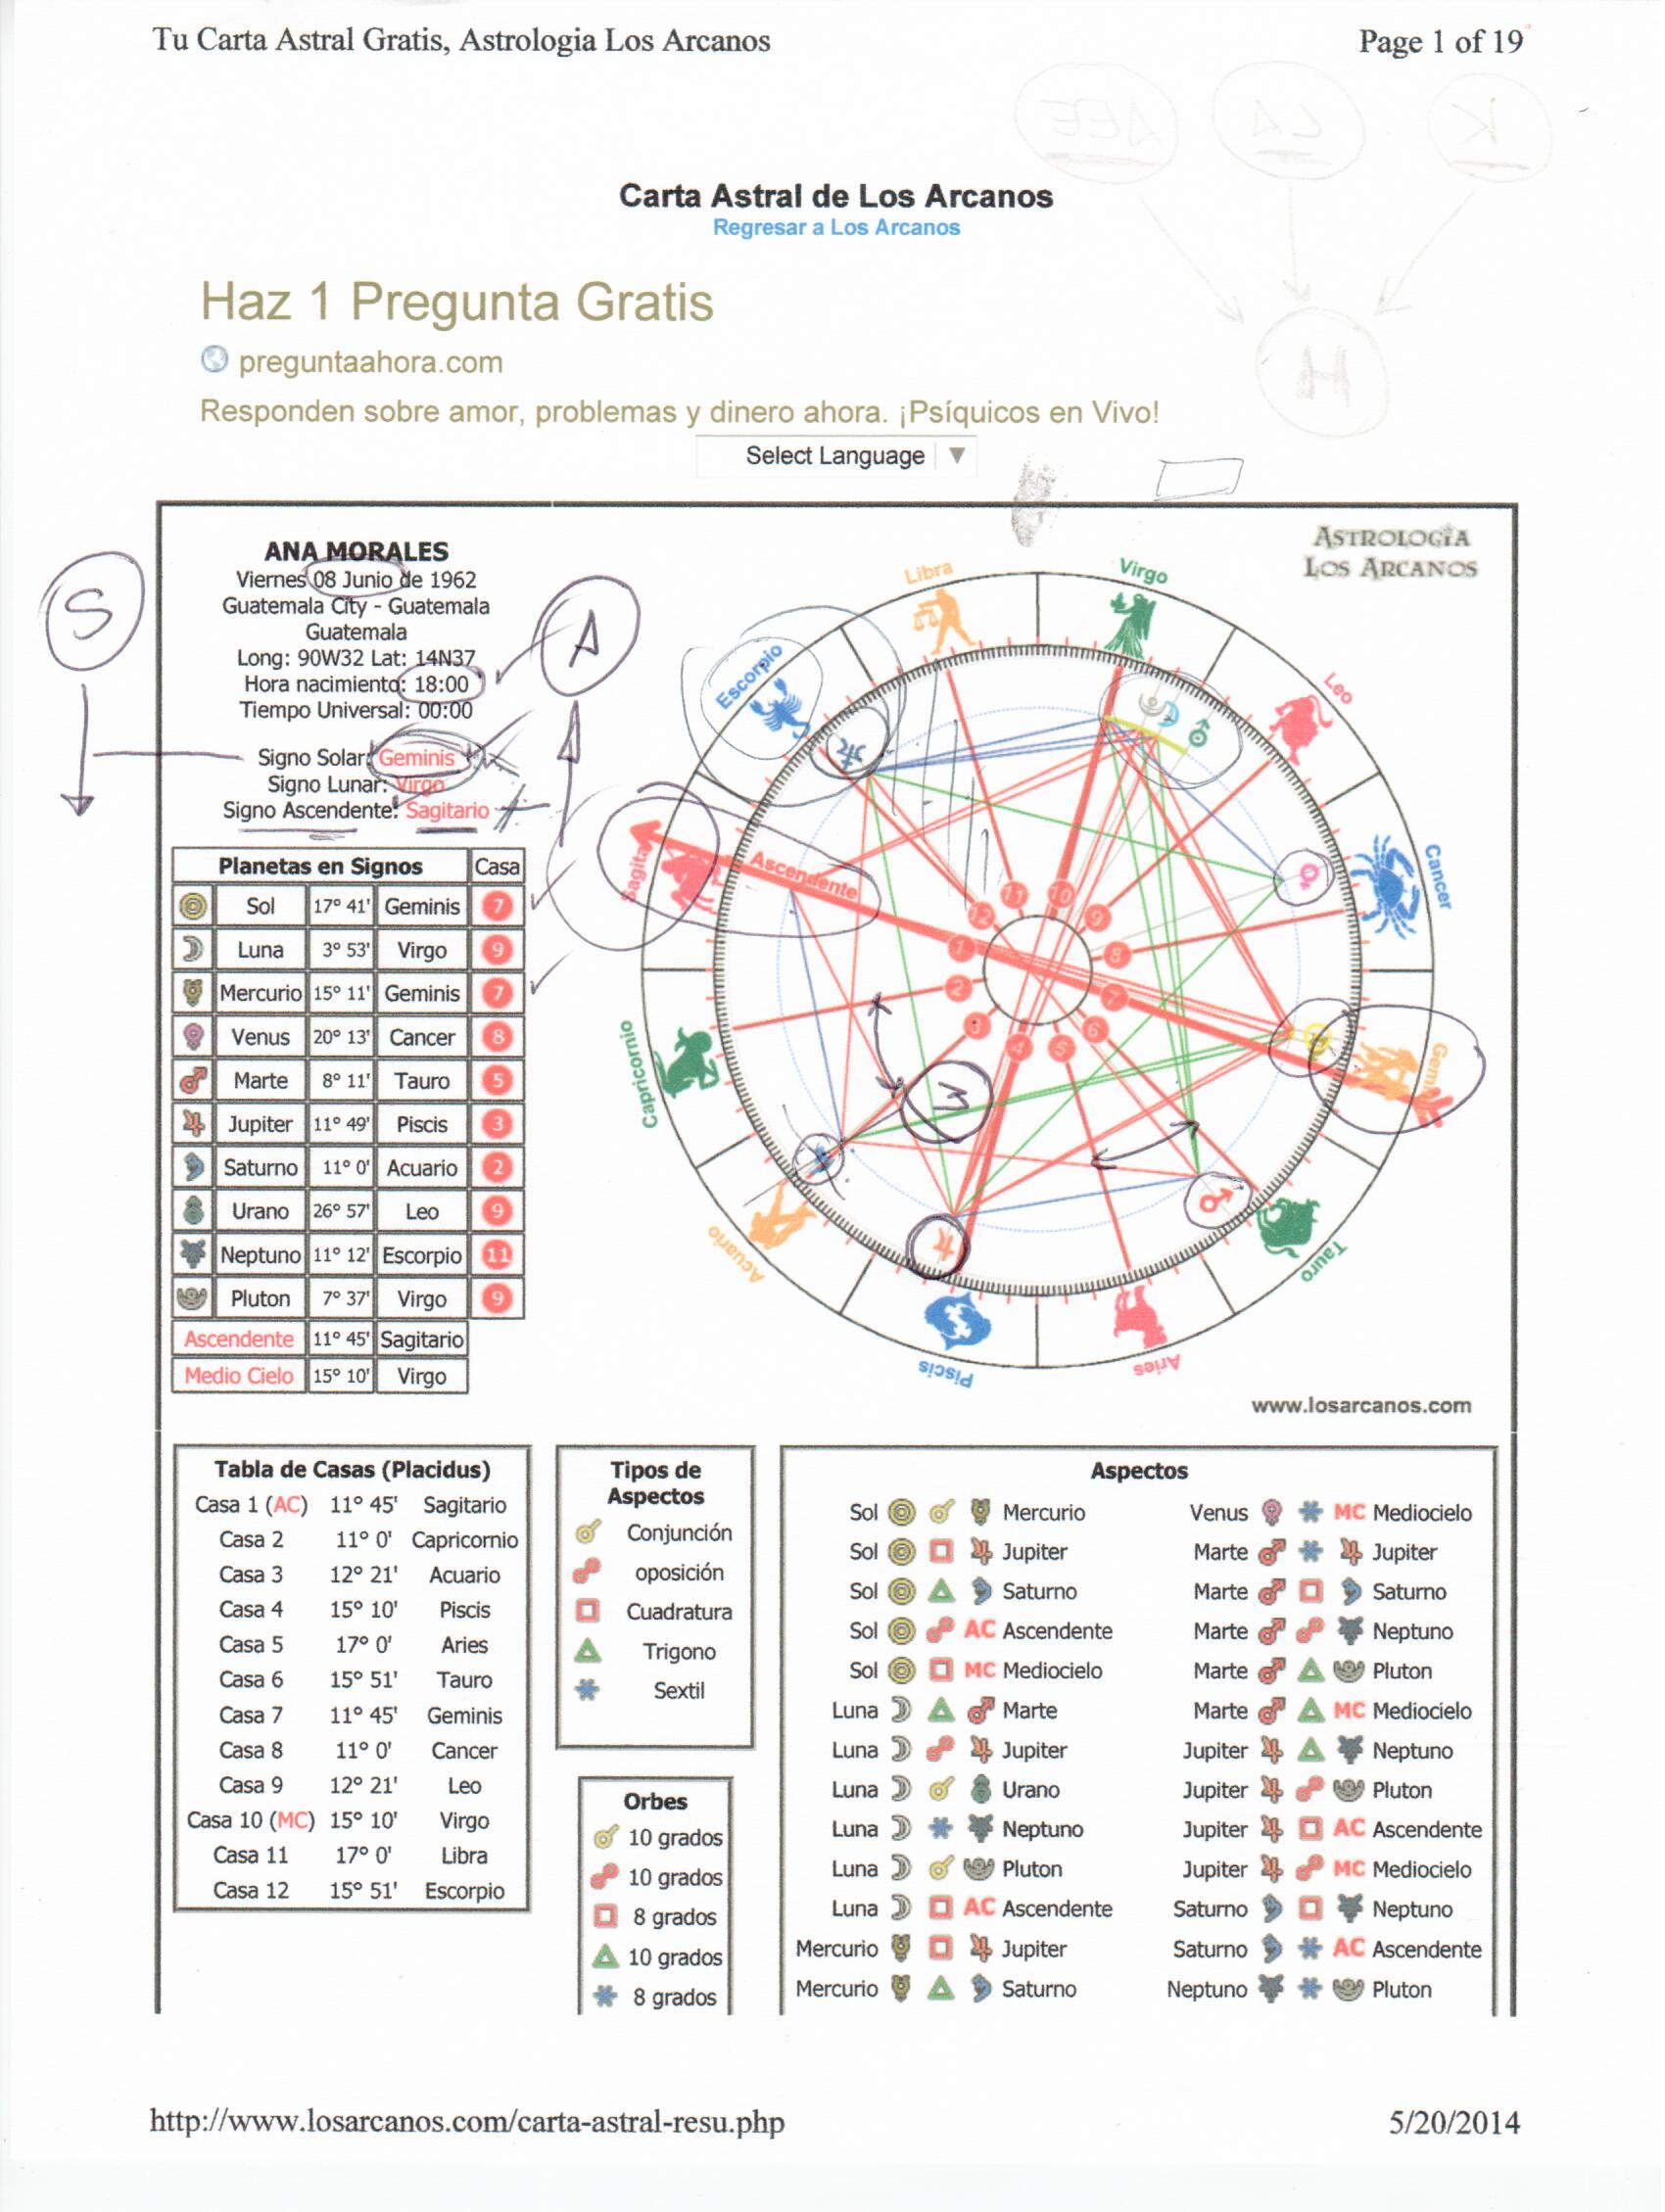 Tu Carta Astral Gratis, Astrologia Los Arcanos Page 1 of 19
Carta Astral de Los Arcanos
Regresar a Los Arcanos
Haz 1 Pregunta Gratis
preguntaahora.com
Responden sobre amor, problemas y dinero ahora. ¡Psíquicos en Vivo!
Select Language ▼
ANA MORALES
Viernes 08 Junio de 1962
Guatemala City - Guatemala
Guatemala
Long: 90W32 Lat: 14N37
Hora nacimiento: 18:00
Tiempo Universal: 00:00
Signo Solar: Geminis
Signo Lunar: Virgo
Signo Ascendente: Sagitario
S
A
Planetas en Signos Casa
Sol 17° 41' Geminis 7
Luna 3° 53' Virgo 9
Mercurio 15° 11' Geminis 7
Venus 20° 13' Cancer 8
Marte 8° 11' Tauro 5
Jupiter 11° 49' Piscis 3
Saturno 11° 0' Acuario 2
Urano 26° 57' Leo 9
Neptuno 11° 12' Escorpio 11
Pluton 7° 37' Virgo 9
Ascendente 11° 45' Sagitario
Medio Cielo 15° 10' Virgo
ASTROLOGIA
LOS ARCANOS
Libra
Virgo
Leo
Cancer
Tauro
Aries
Piscis
Acuario
Capricornio
Escorpio
Ascendente
1
2
4
5
6
7
8
9
10
11
12
www.losarcanos.com
Tabla de Casas (Placidus)
Casa 1 (AC) 11° 45' Sagitario
Casa 2 11° 0' Capricornio
Casa 3 12° 21' Acuario
Casa 4 15° 10' Piscis
Casa 5 17° 0' Aries
Casa 6 15° 51' Tauro
Casa 7 11° 45' Geminis
Casa 8 11° 0' Cancer
Casa 9 12° 21' Leo
Casa 10 (MC) 15° 10' Virgo
Casa 11 17° 0' Libra
Casa 12 15° 51' Escorpio
Tipos de
Aspectos
Conjunción
oposición
Cuadratura
Trigono
Sextil
Orbes
10 grados
10 grados
8 grados
10 grados
8 grados
Aspectos
Sol Mercurio
Sol Jupiter
Sol Saturno
Sol AC Ascendente
Sol MC Mediocielo
Luna Marte
Luna Jupiter
Luna Urano
Luna Neptuno
Luna Pluton
Luna AC Ascendente
Mercurio Jupiter
Mercurio Saturno
Venus MC Mediocielo
Marte Jupiter
Marte Saturno
Marte Neptuno
Marte Pluton
Marte MC Mediocielo
Jupiter Neptuno
Jupiter Pluton
Jupiter AC Ascendente
Jupiter MC Mediocielo
Saturno Neptuno
Saturno AC Ascendente
Neptuno Pluton
http://www.losarcanos.com/carta-astral-resu.php 5/20/2014